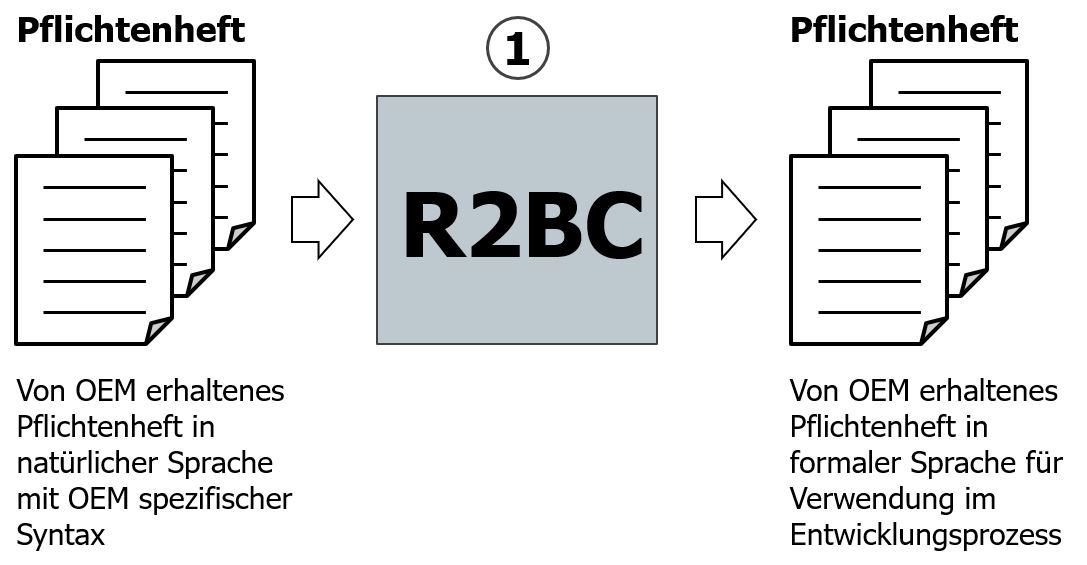 Pflichtenheft
1
Pflichtenheft
R2BC
Von OEM erhaltenes
Pflichtenheft in
natürlicher Sprache
mit OEM spezifischer
Syntax
Von OEM erhaltenes
Pflichtenheft in
formaler Sprache für
Verwendung im
Entwicklungsprozess